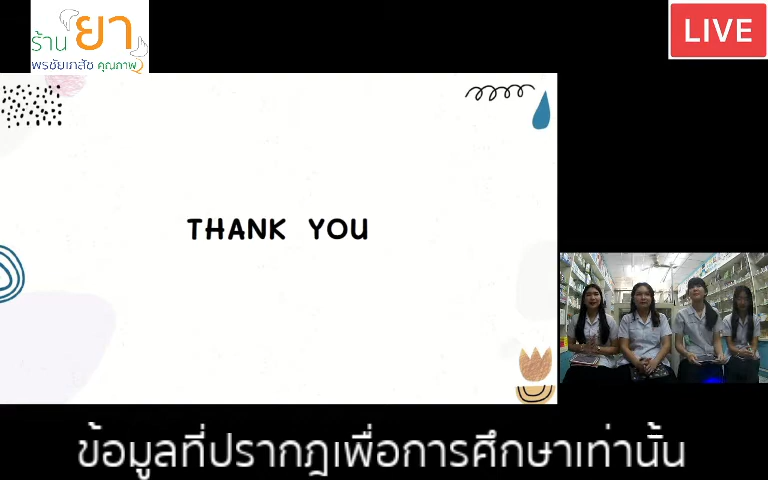 ร้าน ยา
พรชัยเภสัช คุณภาพ
LIVE
THANK YOU
ข้อมูลที่ปรากฏเพื่อการศึกษาเท่านั้น